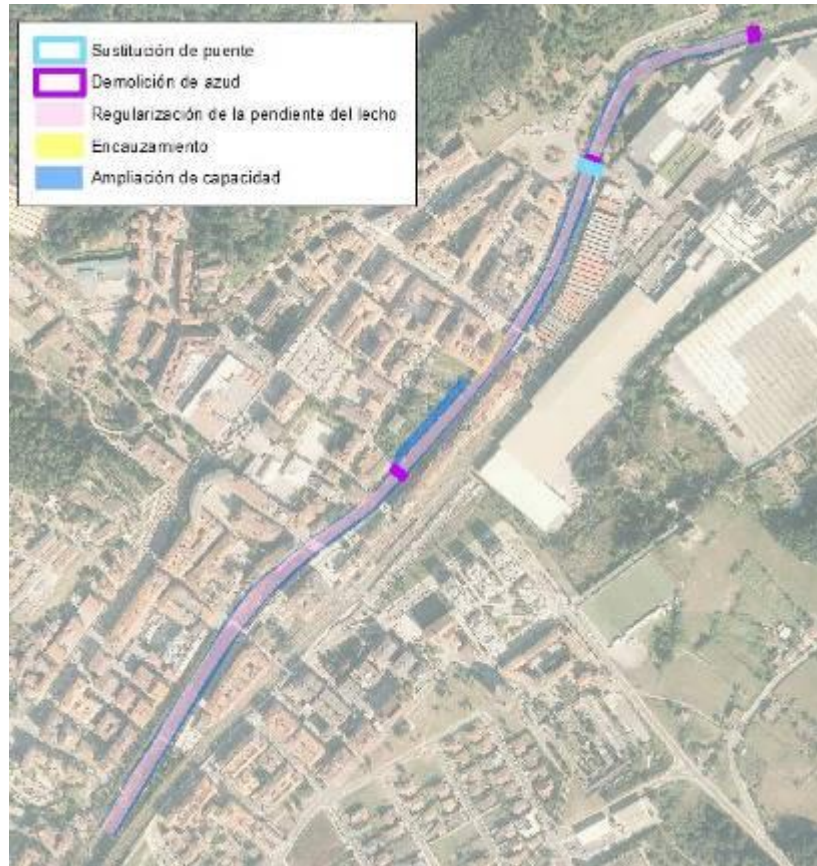 Sustitución de puente
Demolición de azud
Regularización de la pendiente del lecho
Encauzamiento
Ampliación de capacidad